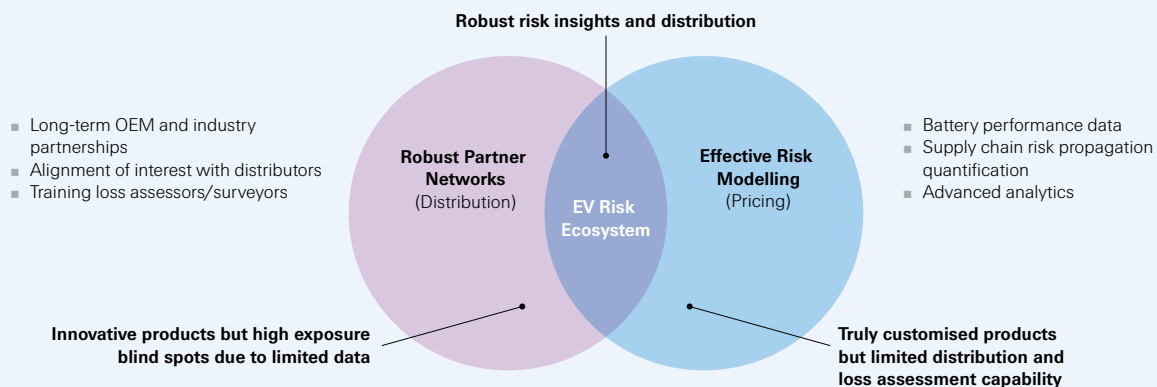 Robust risk insights and distribution
■ Long-term OEM and industry
partnerships
■ Alignment of interest with distributors
■ Training loss assessors/surveyors
Robust Partner
Networks
(Distribution)
EV Risk
Ecosystem
Effective Risk
Modelling
(Pricing)
■ Battery performance data
■ Supply chain risk propagation
quantification
■ Advanced analytics
Innovative products but high exposure
blind spots due to limited data
Truly customised products
but limited distribution and
loss assessment capability